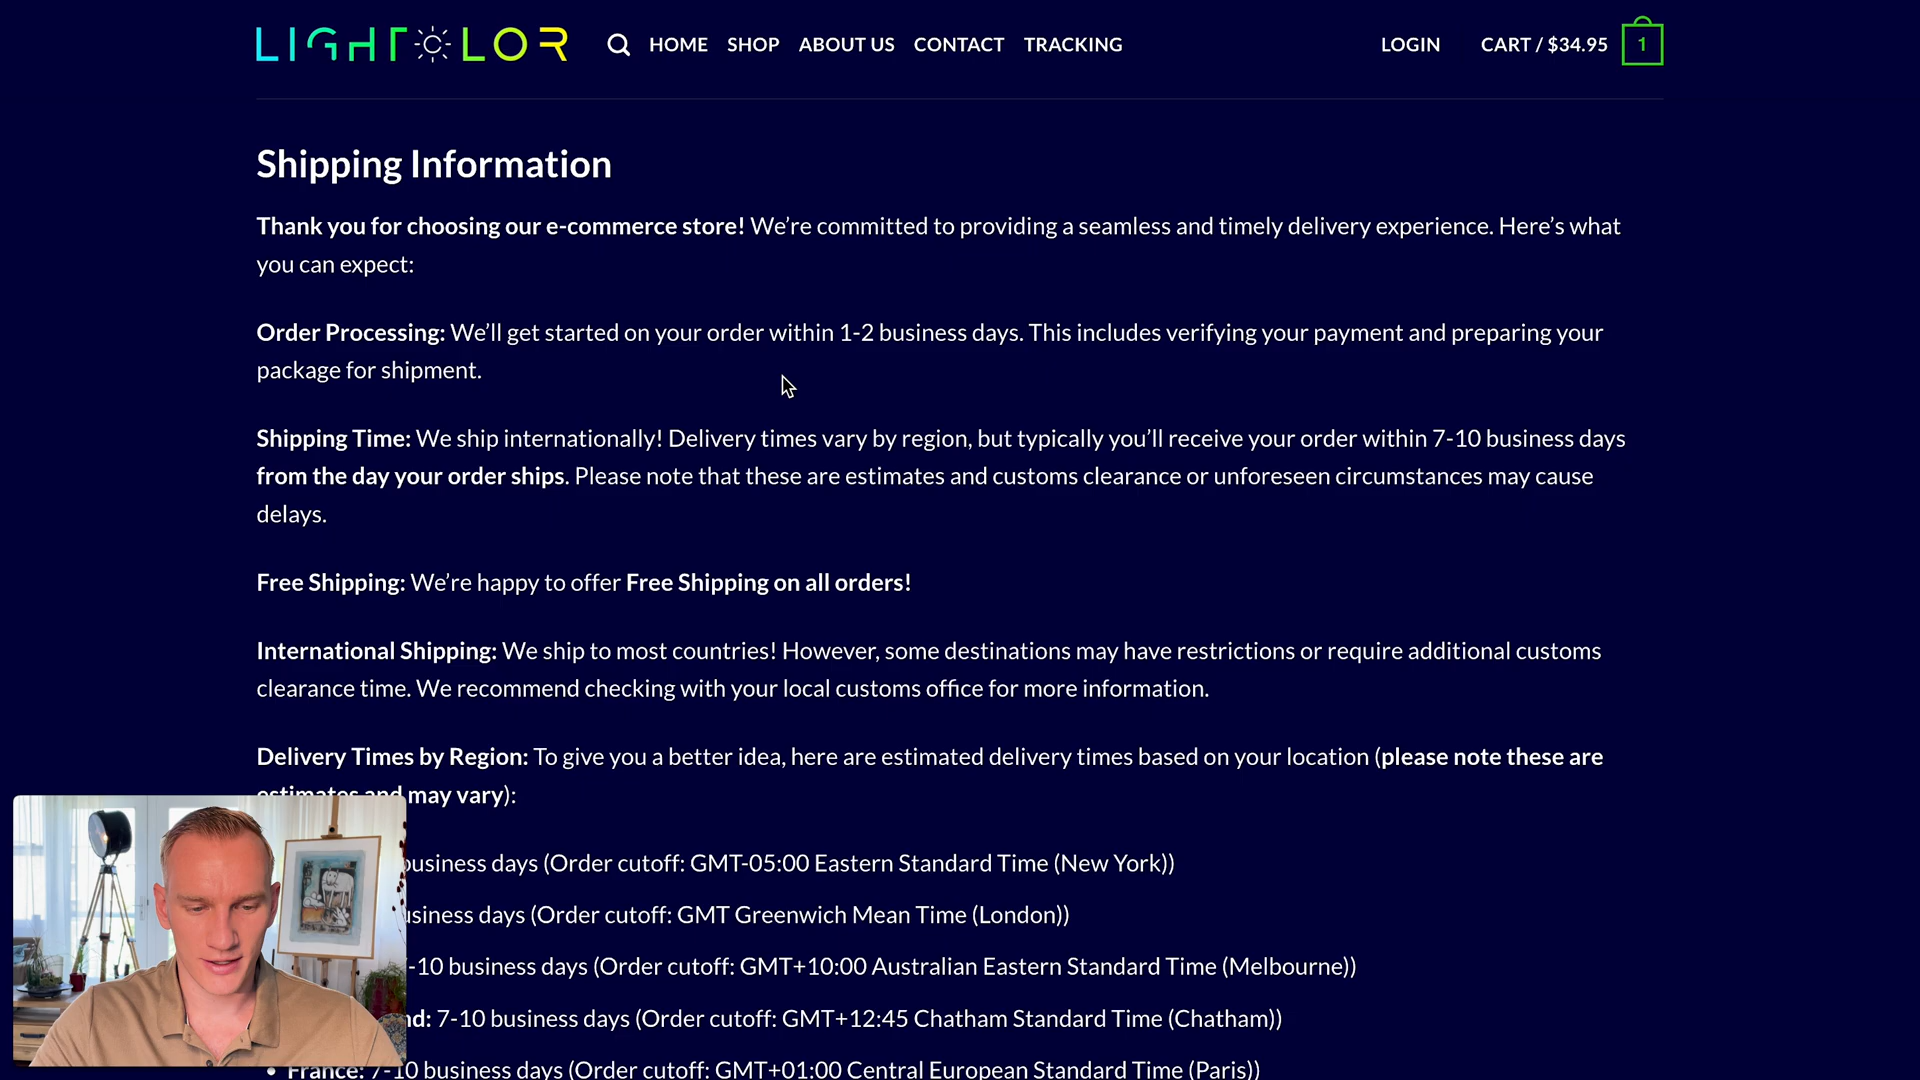 LIGHTCOLOR HOME SHOP ABOUT US CONTACT TRACKING LOGIN CART / $34.95 1
Shipping Information
Thank you for choosing our e-commerce store! We’re committed to providing a seamless and timely delivery experience. Here’s what
you can expect:
Order Processing: We’ll get started on your order within 1-2 business days. This includes verifying your payment and preparing your
package for shipment.
Shipping Time: We ship internationally! Delivery times vary by region, but typically you’ll receive your order within 7-10 business days
from the day your order ships. Please note that these are estimates and customs clearance or unforeseen circumstances may cause
delays.
Free Shipping: We’re happy to offer Free Shipping on all orders!
International Shipping: We ship to most countries! However, some destinations may have restrictions or require additional customs
clearance time. We recommend checking with your local customs office for more information.
Delivery Times by Region: To give you a better idea, here are estimated delivery times based on your location (please note these are
estimates and may vary):
business days (Order cutoff: GMT-05:00 Eastern Standard Time (New York))
business days (Order cutoff: GMT Greenwich Mean Time (London))
-10 business days (Order cutoff: GMT+10:00 Australian Eastern Standard Time (Melbourne))
nd: 7-10 business days (Order cutoff: GMT+12:45 Chatham Standard Time (Chatham))
• France: 7-10 business days (Order cutoff: GMT+01:00 Central European Standard Time (Paris))